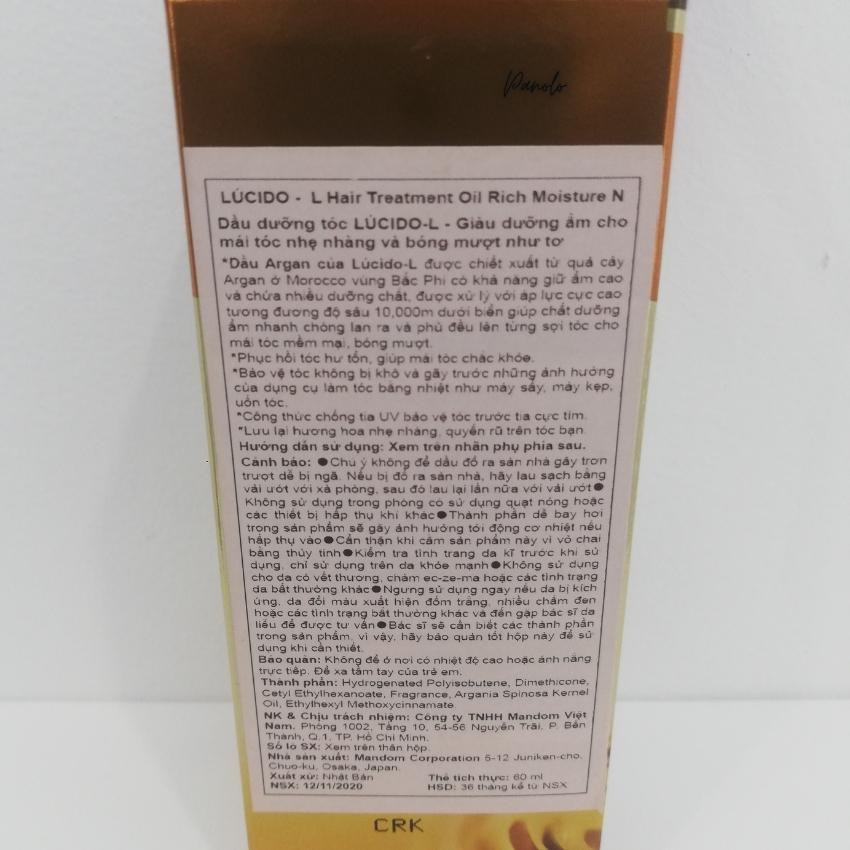 Panolo
LÚCIDO - L Hair Treatment Oil Rich Moisture N
Dầu dưỡng tóc LÚCIDO-L - Giàu dưỡng ẩm cho
mái tóc nhẹ nhàng và bóng mượt như tơ
*Dầu Argan của Lúcido-L được chiết xuất từ quả cây
Argan ở Morocco vùng Bắc Phi có khả năng giữ ẩm cao
và chứa nhiều dưỡng chất, được xử lý với áp lực cực cao
tương đương độ sâu 10,000m dưới biển giúp chất dưỡng
ẩm nhanh chóng lan ra và phủ đều lên từng sợi tóc cho
mái tóc mềm mại, bóng mượt.
*Phục hồi tóc hư tổn, giúp mái tóc chắc khỏe.
*Bảo vệ tóc không bị khô và gãy trước những ảnh hưởng
của dụng cụ làm tóc bằng nhiệt như máy sấy, máy kẹp,
uốn tóc.
*Công thức chống tia UV bảo vệ tóc trước tia cực tím.
*Lưu lại hương hoa nhẹ nhàng, quyến rũ trên tóc bạn.
Hướng dẫn sử dụng: Xem trên nhãn phụ phía sau.
Cảnh báo: ●Chú ý không để dầu đổ ra sàn nhà gây trơn
trượt dễ bị ngã. Nếu bị đổ ra sàn nhà, hãy lau sạch bằng
vải ướt với xà phòng, sau đó lau lại lần nữa với vải ướt●
Không sử dụng trong phòng có sử dụng quạt nóng hoặc
các thiết bị hấp thụ khí khác●Thành phần dễ bay hơi
trong sản phẩm sẽ gây ảnh hưởng tới động cơ nhiệt nếu
hấp thụ vào●Cẩn thận khi cầm sản phẩm này vì vỏ chai
bằng thủy tinh●Kiểm tra tình trạng da kĩ trước khi sử
dụng, chỉ sử dụng trên da khỏe mạnh●Không sử dụng
cho da có vết thương, chàm ec-ze-ma hoặc các tình trạng
da bất thường khác●Ngưng sử dụng ngay nếu da bị kích
ứng, da đổi màu xuất hiện đốm trắng, nhiều chấm đen
hoặc các tình trạng bất thường khác và đến gặp bác sĩ da
liễu để được tư vấn●Bác sĩ sẽ cần biết các thành phần
trong sản phẩm, vì vậy, hãy bảo quản tốt hộp này để sử
dụng khi cần thiết.
Bảo quản: Không để ở nơi có nhiệt độ cao hoặc ánh nắng
trực tiếp. Để xa tầm tay của trẻ em.
Thành phần: Hydrogenated Polyisobutene, Dimethicone,
Cetyl Ethylhexanoate, Fragrance, Argania Spinosa Kernel
Oil, Ethylhexyl Methoxycinnamate.
NK & Chịu trách nhiệm: Công ty TNHH Mandom Việt
Nam. Phòng 1002, Tầng 10, 54-56 Nguyễn Trãi, P. Bến
Thành, Q.1, TP. Hồ Chí Minh.
Số lô SX: Xem trên thân hộp.
Nhà sản xuất: Mandom Corporation 5-12 Juniken-cho,
Chuo-ku, Osaka, Japan.
Xuất xứ: Nhật Bản Thể tích thực: 60 ml
NSX: 12/11/2020 HSD: 36 tháng kể từ NSX
CRK